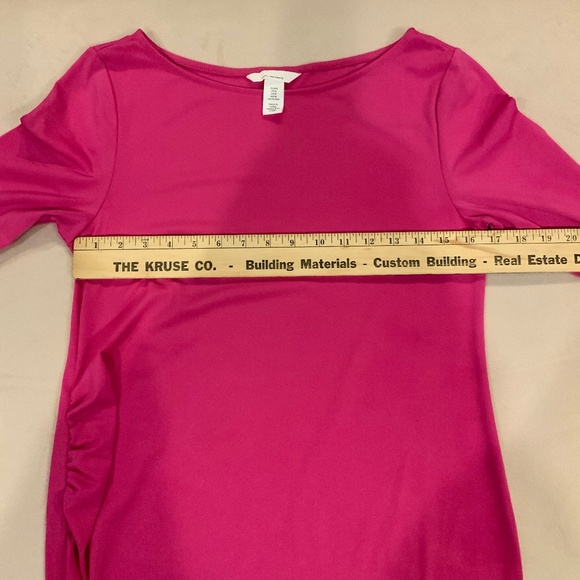 1 2 3 4 5 6 7 8 9 10 11 12 13 14 15 16 17 18 19 20
THE KRUSE CO. - Building Materials - Custom Building - Real Estate D